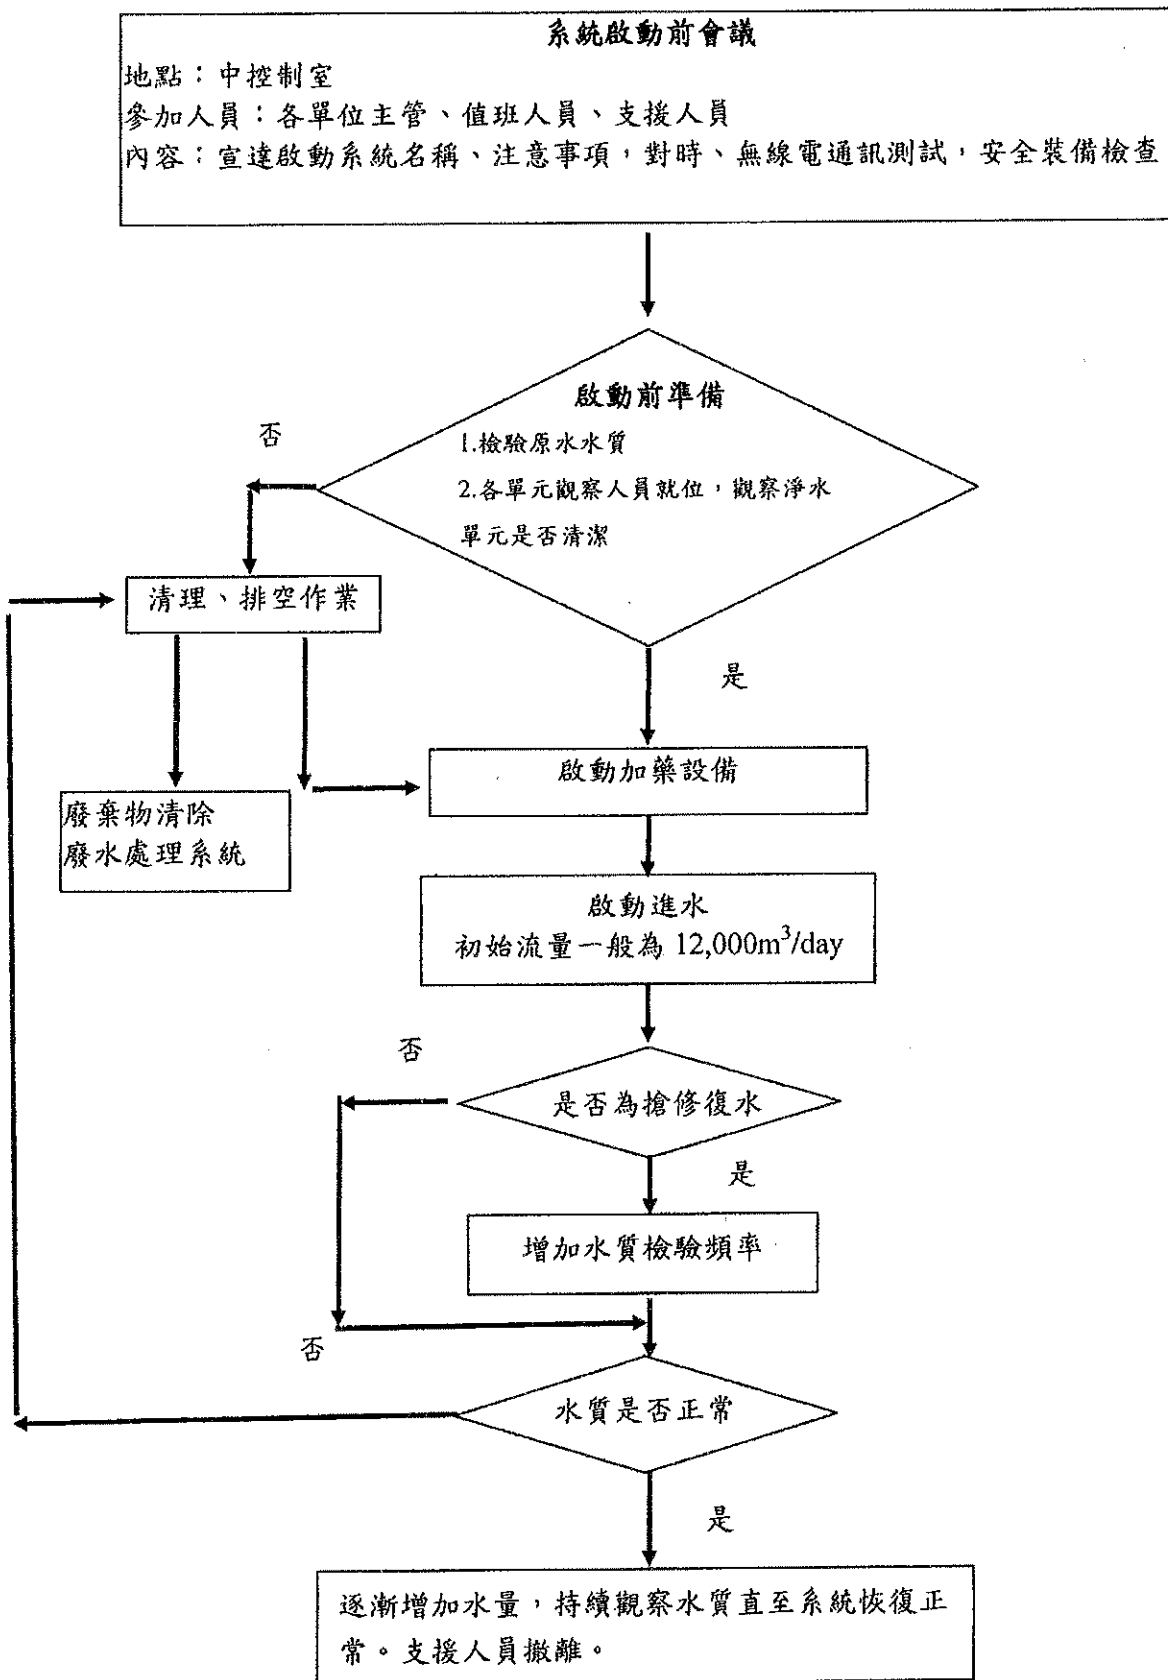 系統啟動前會議
地點：中控制室
參加人員：各單位主管、值班人員、支援人員
內容：宣達啟動系統名稱、注意事項，對時、無線電通訊測試，安全裝備檢查
啟動前準備
1.檢驗原水水質
2.各單元觀察人員就位，觀察淨水
單元是否清潔
否
清理、排空作業
是
啟動加藥設備
廢棄物清除
廢水處理系統
啟動進水
初始流量一般為 12,000m³/day
否
是否為搶修復水
是
增加水質檢驗頻率
否
水質是否正常
是
逐漸增加水量，持續觀察水質直至系統恢復正
常。支援人員撤離。